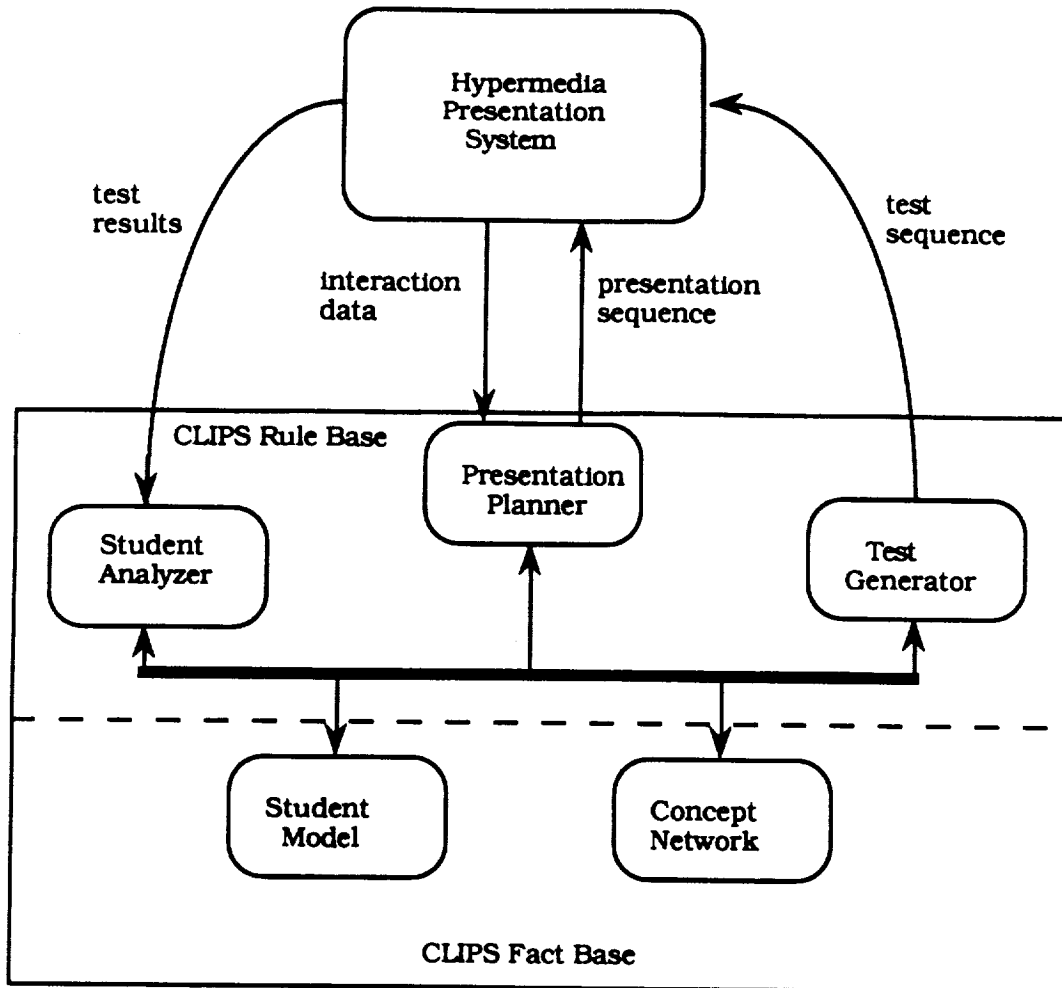 Hypermedia
Presentation
System
test
results
test
sequence
interaction
data
presentation
sequence
CLIPS Rule Base
Presentation
Planner
Student
Analyzer
Test
Generator
Student
Model
Concept
Network
CLIPS Fact Base